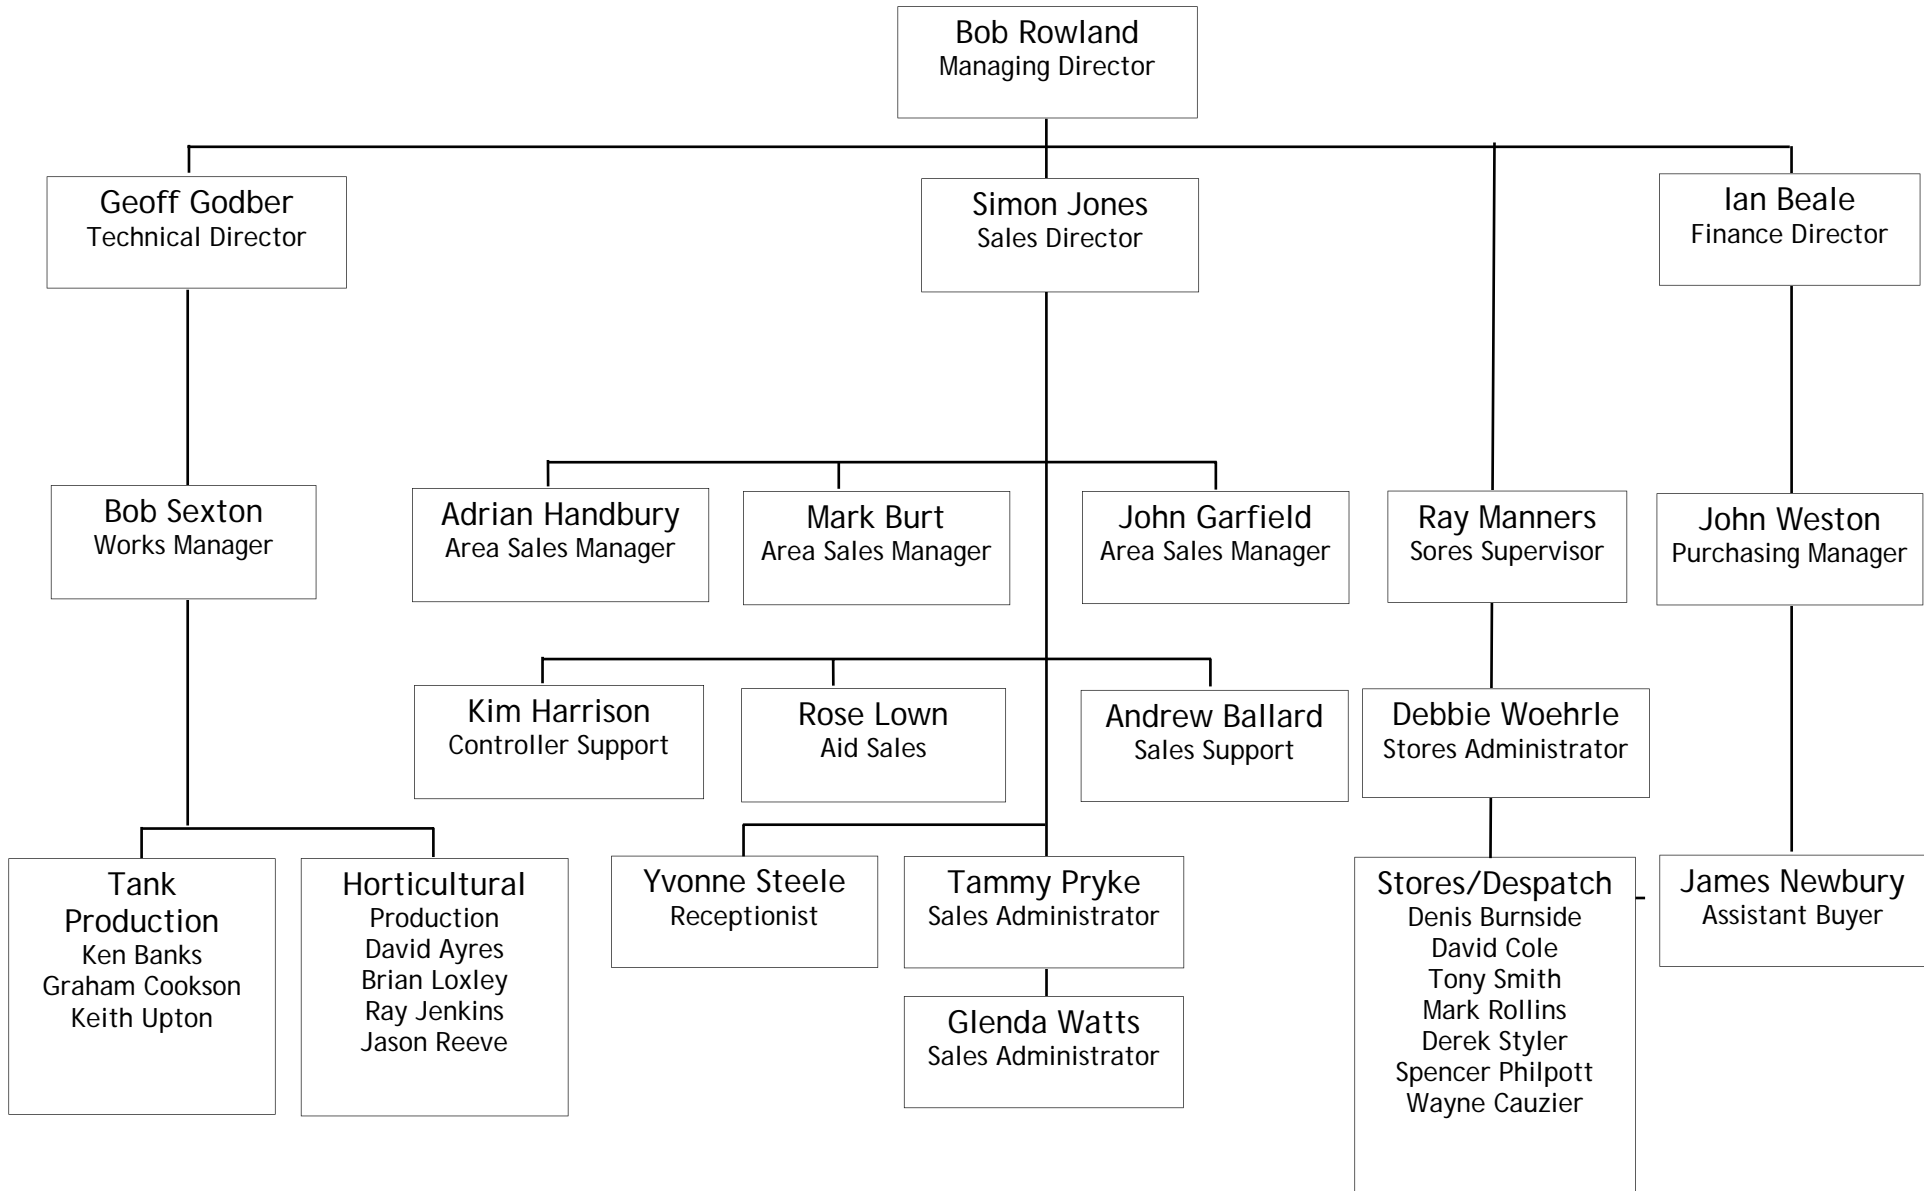 Bob Rowland
Managing Director
Geoff Godber
Technical Director
Simon Jones
Sales Director
Ian Beale
Finance Director
Bob Sexton
Works Manager
Adrian Handbury
Area Sales Manager
Mark Burt
Area Sales Manager
John Garfield
Area Sales Manager
Ray Manners
Sores Supervisor
John Weston
Purchasing Manager
Kim Harrison
Controller Support
Rose Lown
Aid Sales
Andrew Ballard
Sales Support
Debbie Woehrle
Stores Administrator
Tank
Production
Ken Banks
Graham Cookson
Keith Upton
Horticultural
Production
David Ayres
Brian Loxley
Ray Jenkins
Jason Reeve
Yvonne Steele
Receptionist
Tammy Pryke
Sales Administrator
Glenda Watts
Sales Administrator
Stores/Despatch
Denis Burnside
David Cole
Tony Smith
Mark Rollins
Derek Styler
Spencer Philpott
Wayne Cauzier
James Newbury
Assistant Buyer